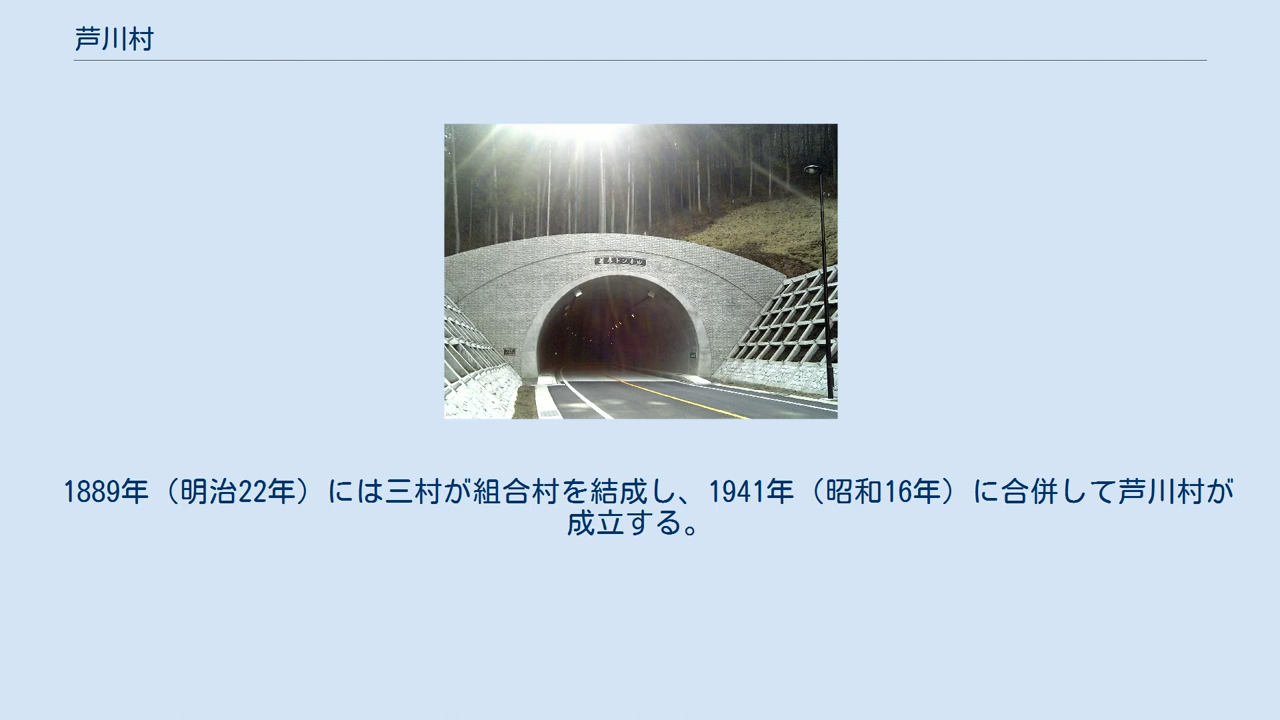 芦川村
1889年（明治22年）には三村が組合村を結成し、1941年（昭和16年）に合併して芦川村が
成立する。